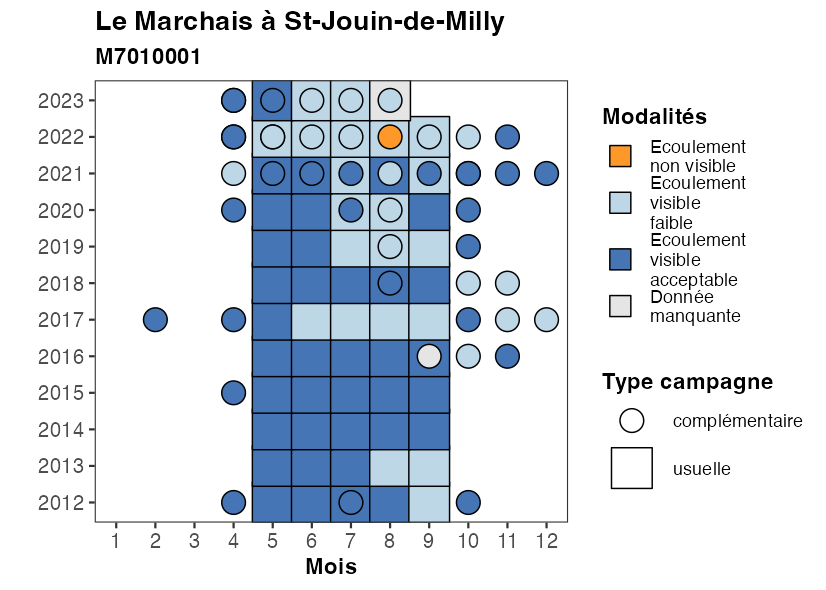 Le Marchais à St-Jouin-de-Milly
M7010001
2023
2022
2021
2020
2019
2018
2017
2016
2015
2014
2013
2012
1 2 3 4 5 6 7 8 9 10 11 12
Mois
Modalités
Ecoulement
non visible
Ecoulement
visible
faible
Ecoulement
visible
acceptable
Donnée
manquante
Type campagne
complémentaire
usuelle